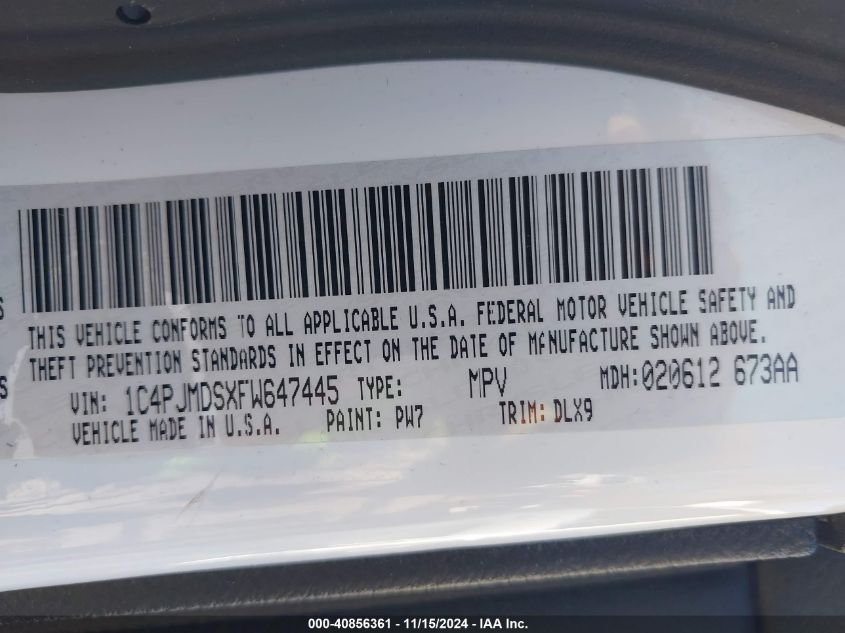 THIS VEHICLE CONFORMS TO ALL APPLICABLE U.S.A. FEDERAL MOTOR VEHICLE SAFETY AND
THEFT PREVENTION STANDARDS IN EFFECT ON THE DATE OF MANUFACTURE SHOWN ABOVE.
VIN: 1C4PJMDSXFW647445 TYPE: MPV MDH:020612 673AA
VEHICLE MADE IN U.S.A. PAINT: PW7 TRIM: DLX9
000-40856361 - 11/15/2024 - IAA Inc.